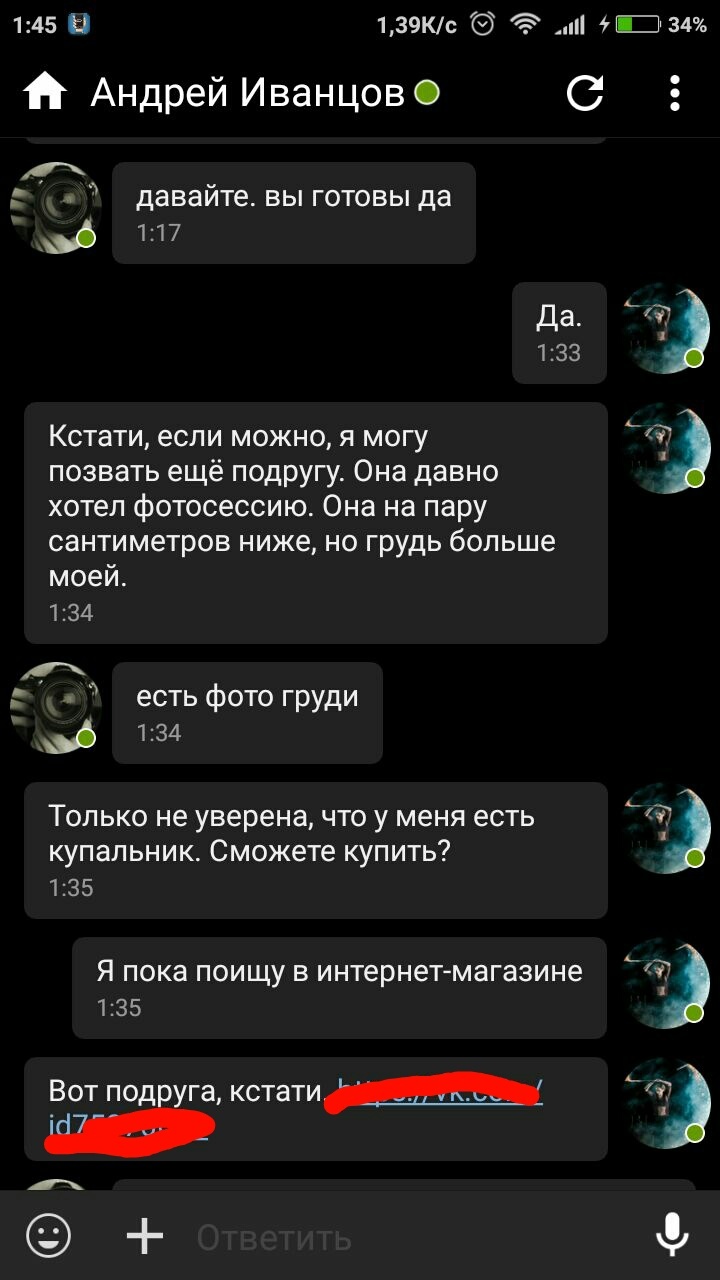 1:45
1,39К/с
34%
Андрей Иванцов
давайте. вы готовы да
1:17
Да.
1:33
Кстати, если можно, я могу
позвать ещё подругу. Она давно
хотел фотосессию. Она на пару
сантиметров ниже, но грудь больше
моей.
1:34
есть фото груди
1:34
Только не уверена, что у меня есть
купальник. Сможете купить?
1:35
Я пока поищу в интернет-магазине
1:35
Вот подруга, кстати.
Ответить